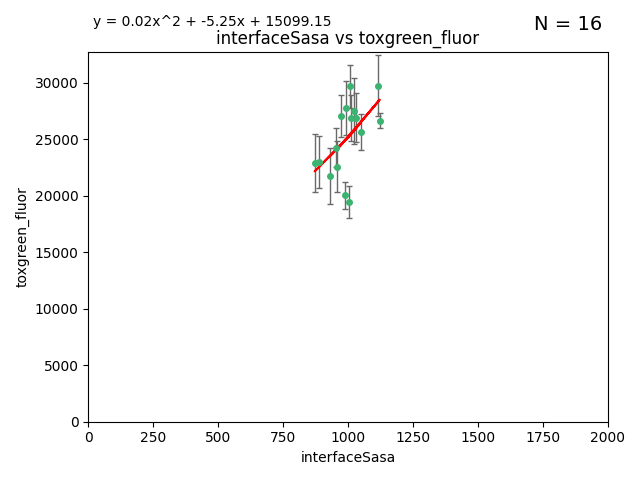 y = 0.02x^2 + -5.25x + 15099.15
N = 16
interfaceSasa vs toxgreen_fluor
30000
25000
20000
15000
10000
5000
0
toxgreen_fluor
0 250 500 750 1000 1250 1500 1750 2000
interfaceSasa